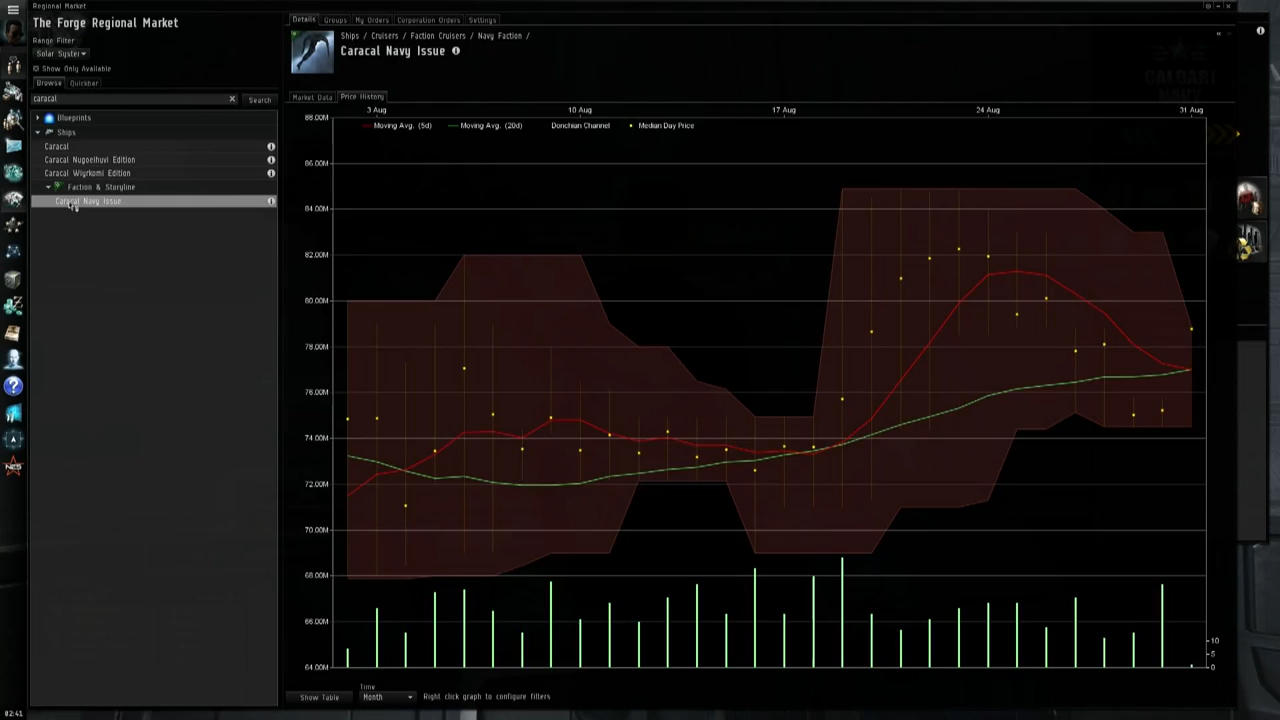 Regional Market
The Forge Regional Market
Range Filter
Solar System
Show Only Available
Browse Quickbar
caracal
Search
Blueprints
Ships
Caracal
Caracal Nugoeihuvi Edition
Caracal Wiyrkomi Edition
Faction & Storyline
Caracal Navy Issue
Details Groups My Orders Corporation Orders Settings
Ships / Cruisers / Faction Cruisers / Navy Faction /
Caracal Navy Issue
Market Data Price History
3 Aug 10 Aug 17 Aug 24 Aug 31 Aug
Moving Avg. (5d) Moving Avg. (20d) Donchian Channel Median Day Price
88.00M
86.00M
84.00M
82.00M
80.00M
78.00M
76.00M
74.00M
72.00M
70.00M
68.00M
66.00M
64.00M
10
5
0
Time
Show Table Month Right click graph to configure filters
CALDARI
NAVY
NES
02:41